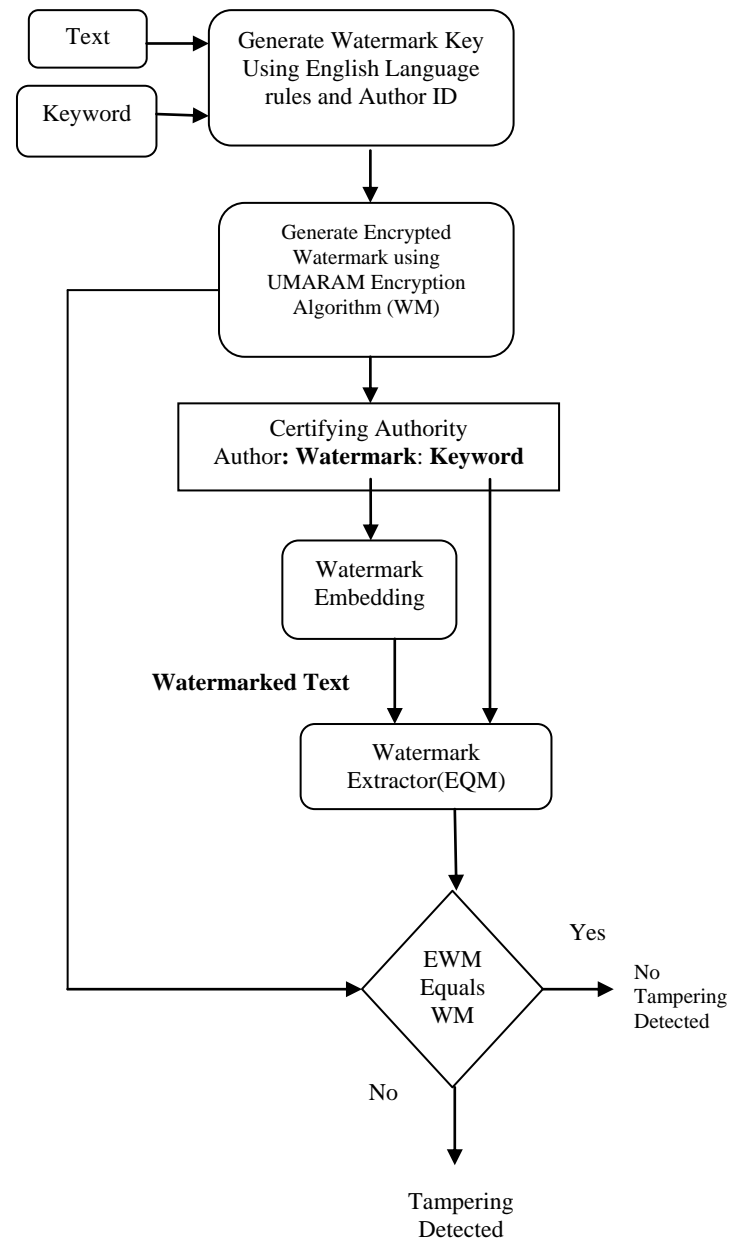 Text
Generate Watermark Key
Using English Language
rules and Author ID
Keyword
Generate Encrypted
Watermark using
UMARAM Encryption
Algorithm (WM)
Certifying Authority
Author: Watermark: Keyword
Watermark
Embedding
Watermarked Text
Watermark
Extractor(EQM)
EWM
Equals
WM
Yes
No
Tampering
Detected
No
Tampering
Detected